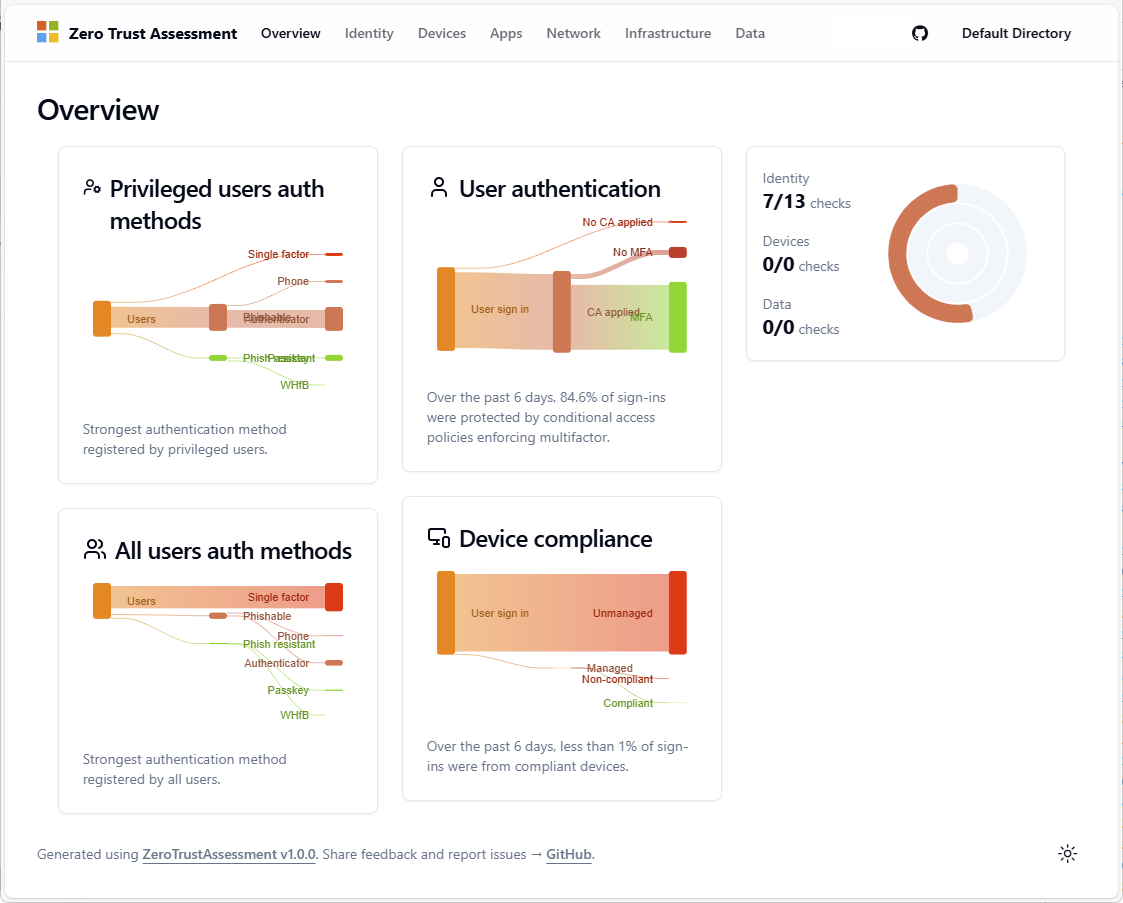 Zero Trust Assessment
Overview
Identity
Devices
Apps
Network
Infrastructure
Data
Default Directory
Overview
Privileged users auth
methods
Single factor
Phone
Users
Phishable
Authenticator
Phish resistant
Passkey
WHfB
Strongest authentication method
registered by privileged users.
User authentication
No CA applied
No MFA
User sign in
CA applied
MFA
Over the past 6 days, 84.6% of sign-ins
were protected by conditional access
policies enforcing multifactor.
Identity
7/13 checks
Devices
0/0 checks
Data
0/0 checks
All users auth methods
Users
Single factor
Phishable
Phone
Phish resistant
Authenticator
Passkey
WHfB
Strongest authentication method
registered by all users.
Device compliance
User sign in
Unmanaged
Managed
Non-compliant
Compliant
Over the past 6 days, less than 1% of sign-
ins were from compliant devices.
Generated using ZeroTrustAssessment v1.0.0. Share feedback and report issues → GitHub.